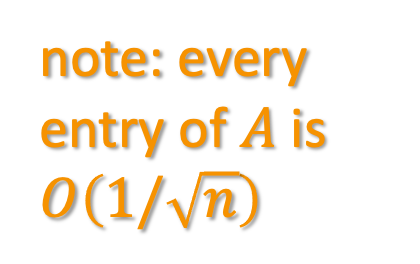 note: every
entry of A is
O(1/√n)